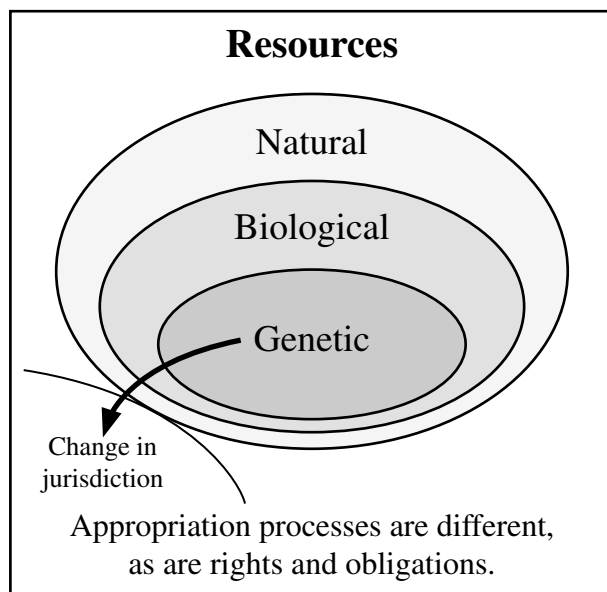 Resources
Natural
Biological
Genetic
Change in
jurisdiction
Appropriation processes are different,
as are rights and obligations.